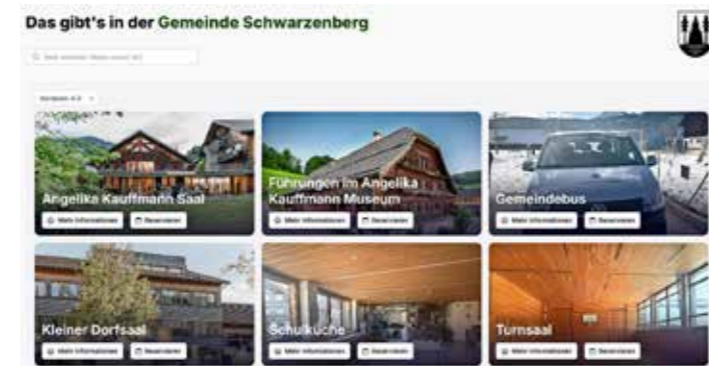 Das gibt's in der Gemeinde Schwarzenberg
Angelika Kauffmann Saal
Mehr Informationen Reservieren
Führungen im Angelika
Kauffmann Museum
Mehr Informationen Reservieren
Gemeindebus
Mehr Informationen Reservieren
Kleiner Dorfsaal
Mehr Informationen Reservieren
Schulküche
Mehr Informationen Reservieren
Turnsaal
Mehr Informationen Reservieren